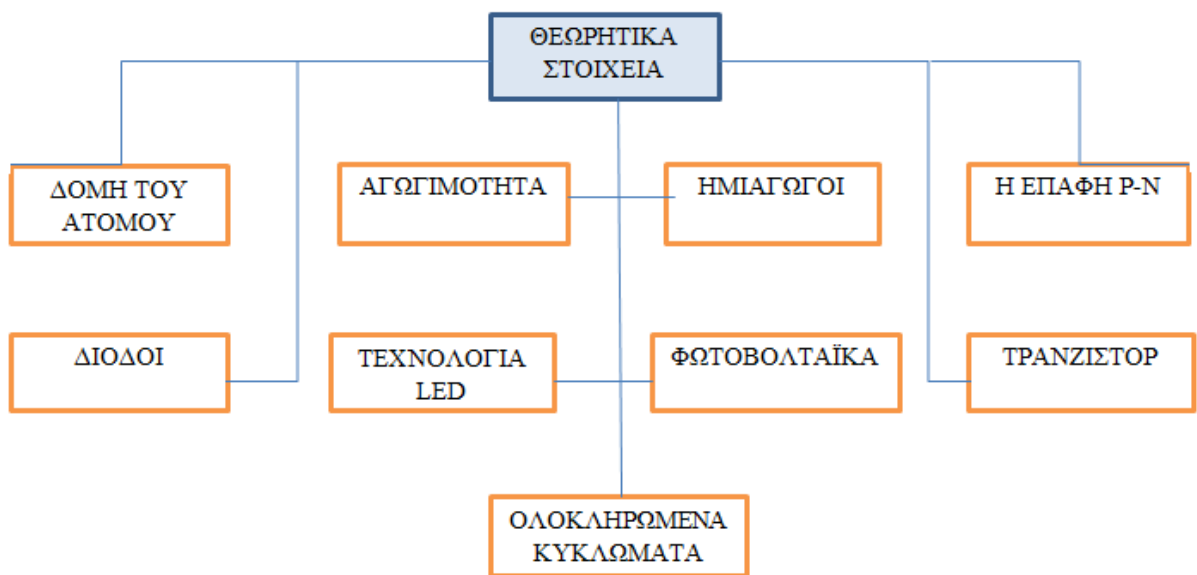 ΘΕΩΡΗΤΙΚΑ
ΣΤΟΙΧΕΙΑ
ΔΟΜΗ ΤΟΥ
ΑΤΟΜΟΥ
ΑΓΩΓΙΜΟΤΗΤΑ
ΗΜΙΑΓΩΓΟΙ
Η ΕΠΑΦΗ P-N
ΔΙΟΔΟΙ
ΤΕΧΝΟΛΟΓΙΑ
LED
ΦΩΤΟΒΟΛΤΑΪΚΑ
ΤΡΑΝΖΙΣΤΟΡ
ΟΛΟΚΛΗΡΩΜΕΝΑ
ΚΥΚΛΩΜΑΤΑ